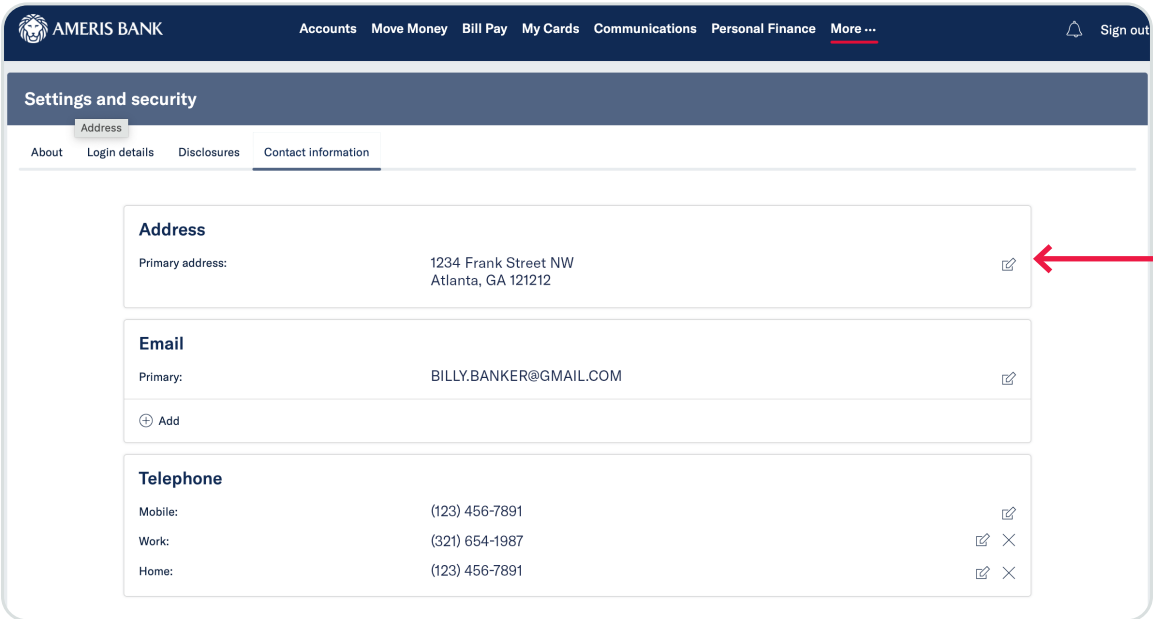 AMERIS BANK
Accounts Move Money Bill Pay My Cards Communications Personal Finance More ···
Sign out
Settings and security
Address
About Login details Disclosures Contact information
Address
Primary address: 1234 Frank Street NW
Atlanta, GA 121212
Email
Primary: BILLY.BANKER@GMAIL.COM
Add
Telephone
Mobile: (123) 456-7891
Work: (321) 654-1987
Home: (123) 456-7891